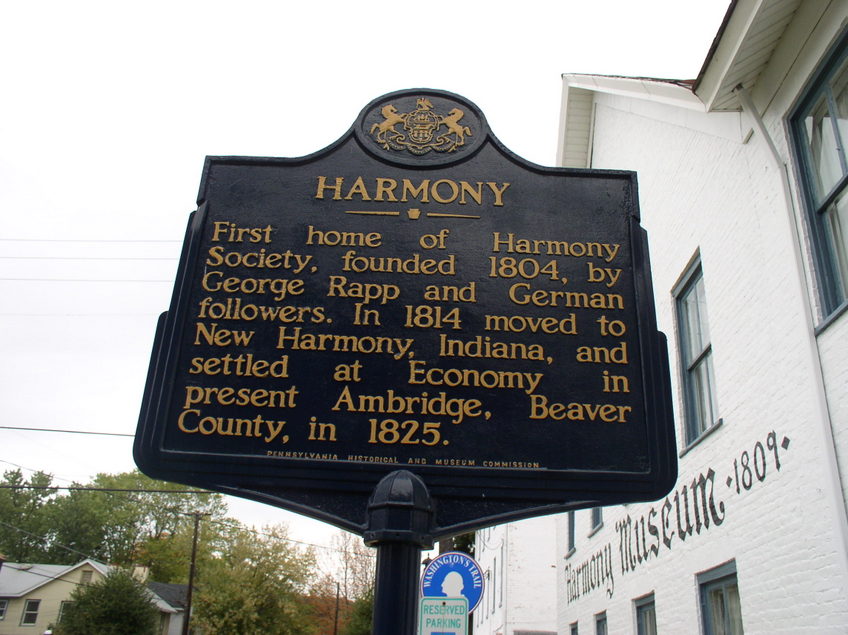 HARMONY
First home of Harmony
Society, founded 1804, by
George Rapp and German
followers. In 1814 moved to
New Harmony, Indiana, and
settled at Economy in
present Ambridge, Beaver
County, in 1825.
PENNSYLVANIA HISTORICAL AND MUSEUM COMMISSION
Harmony Museum · 1809 ·
WASHINGTON'S TRAIL
RESERVED
PARKING